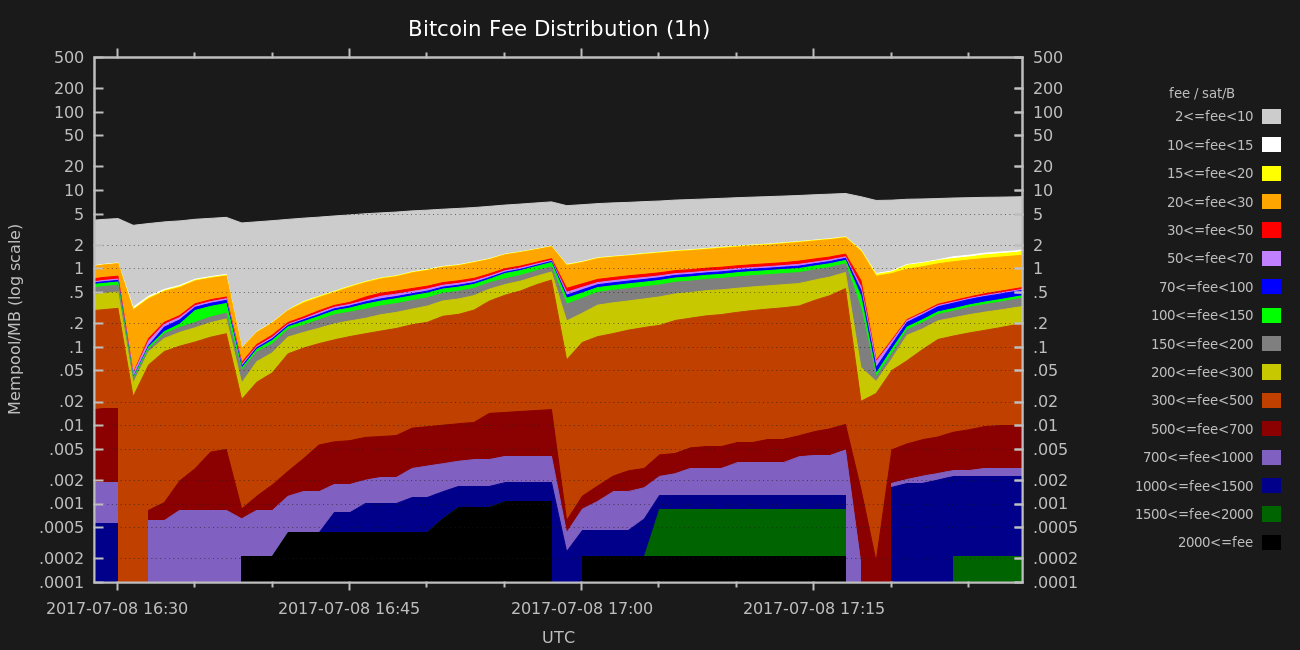 Bitcoin Fee Distribution (1h)
Mempool/MB (log scale)
500
200
100
50
20
10
5
2
1
.5
.2
.1
.05
.02
.01
.005
.002
.001
.0005
.0002
.0001
500
200
100
50
20
10
5
2
1
.5
.2
.1
.05
.02
.01
.005
.002
.001
.0005
.0002
.0001
2017-07-08 16:30 2017-07-08 16:45 2017-07-08 17:00 2017-07-08 17:15
UTC
fee / sat/B
2<=fee<10
10<=fee<15
15<=fee<20
20<=fee<30
30<=fee<50
50<=fee<70
70<=fee<100
100<=fee<150
150<=fee<200
200<=fee<300
300<=fee<500
500<=fee<700
700<=fee<1000
1000<=fee<1500
1500<=fee<2000
2000<=fee